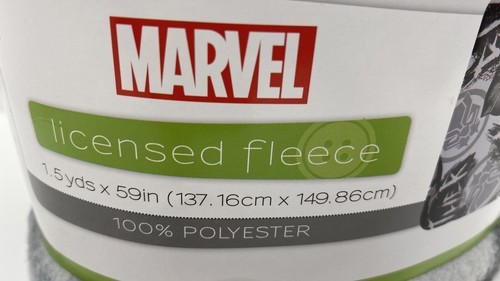 MARVEL
licensed fleece
1.5yds x 59in (137.16cm x 149.86cm)
100% POLYESTER